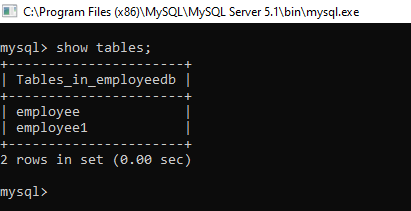 C:\Program Files (x86)\MySQL\MySQL Server 5.1\bin\mysql.exe
mysql> show tables;
+----------------------+
| Tables_in_employeedb |
+----------------------+
| employee             |
| employee1            |
+----------------------+
2 rows in set (0.00 sec)
mysql>